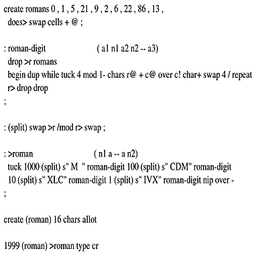 create romans 0 , 1 , 5 , 21 , 9 , 2 , 6 , 22 , 86 , 13 ,
does> swap cells + @ ;
: roman-digit ( a1 n1 a2 n2 -- a3)
drop >r romans
begin dup while tuck 4 mod 1- chars r@ + c@ over c! char+ swap 4 / repeat
r> drop drop
;
: (split) swap >r /mod r> swap ;
: >roman ( n1 a -- a n2)
tuck 1000 (split) s" M " roman-digit 100 (split) s" CDM" roman-digit
10 (split) s" XLC" roman-digit 1 (split) s" IVX" roman-digit nip over -
;
create (roman) 16 chars allot
1999 (roman) >roman type cr